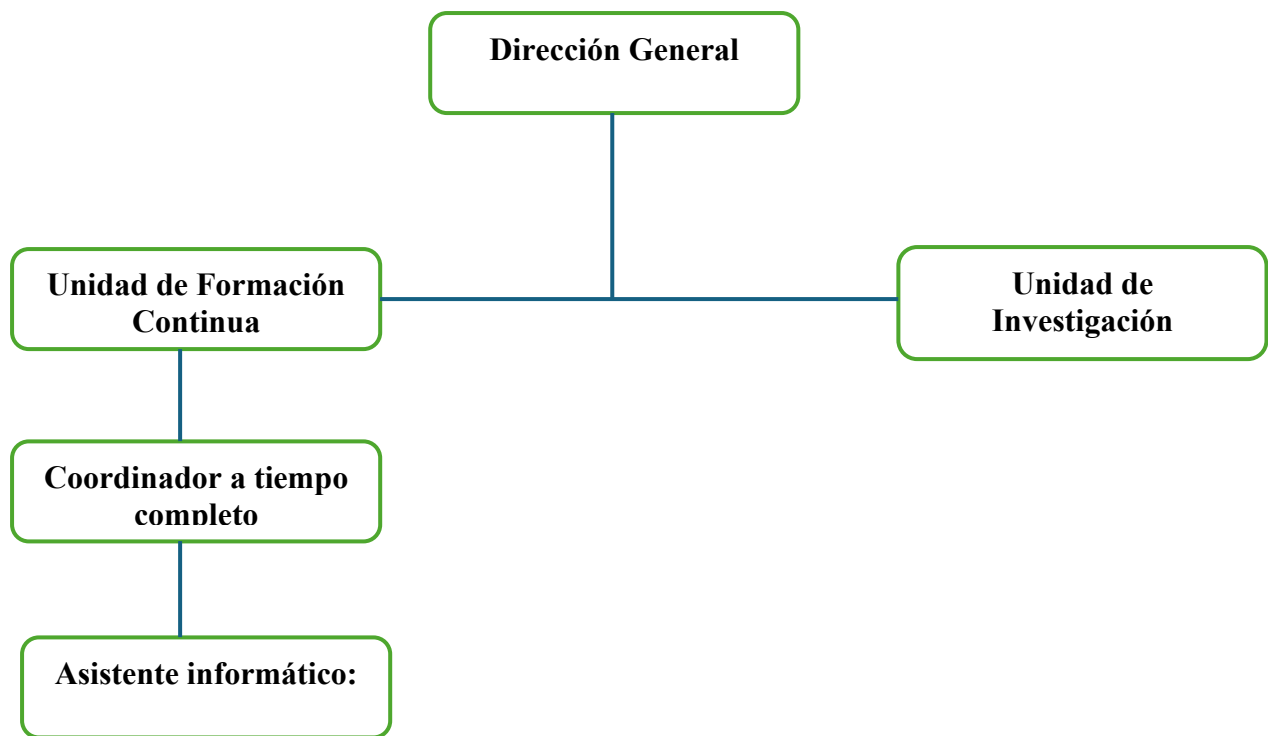 Dirección General
Unidad de Formación
Continua
Unidad de
Investigación
Coordinador a tiempo
completo
Asistente informático: